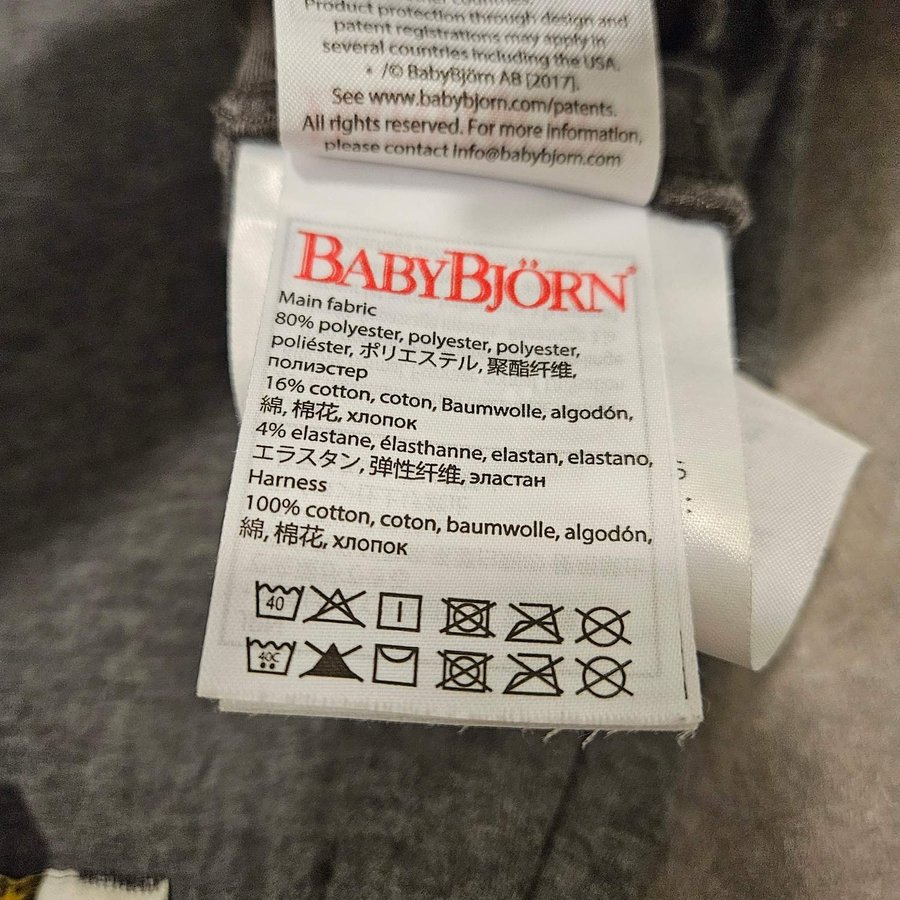 Product protection through design and
patent registrations may apply in
several countries including the USA.
/© BabyBjörn AB [2017].
See www.babybjorn.com/patents.
All rights reserved. For more information,
please contact info@babybjorn.com
BABYBJÖRN®
Main fabric
80% polyester, polyester, polyester,
poliéster, ポリエステル, 聚酯纤维,
полиэстер
16% cotton, coton, Baumwolle, algodón,
綿, 棉花, хлопок
4% elastane, élasthanne, elastan, elastano,
エラスタン, 弹性纤维, эластан
Harness
100% cotton, coton, baumwolle, algodón,
綿, 棉花, хлопок
40
40C